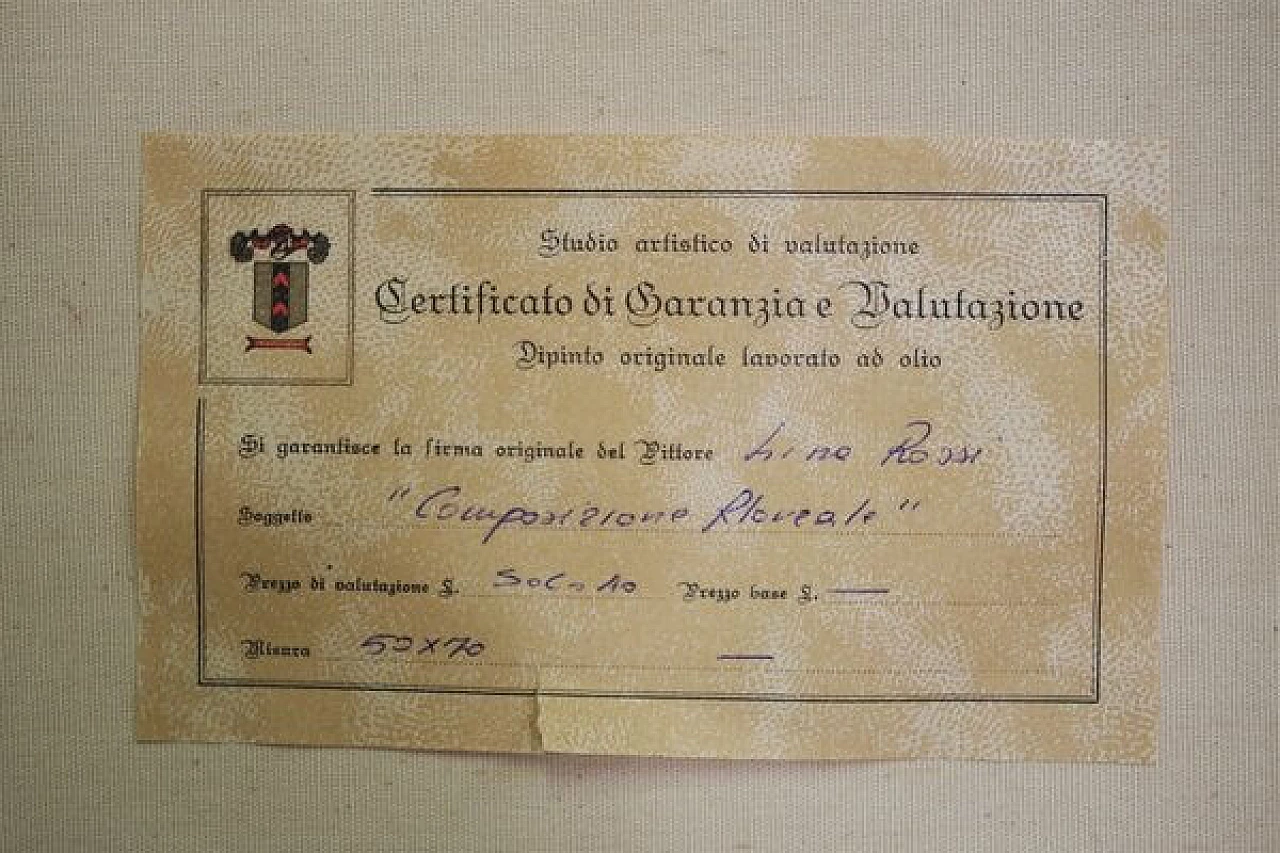 Studio artistico di valutazione
Certificato di Garanzia e Valutazione
Dipinto originale lavorato ad olio
Si garantisce la firma originale del Pittore Lino Rossi
Soggetto "Composizione floreale"
Prezzo di valutazione £. Prezzo base £. —
Misura 50x70 —